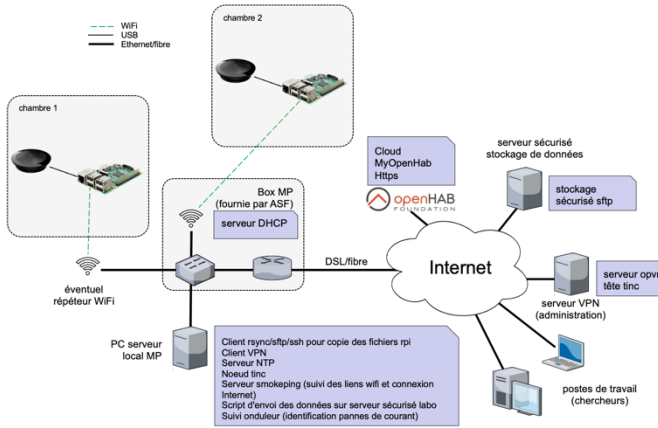 WiFi
USB
Ethernet/fibre
chambre 2
chambre 1
Box MP
(fournie par ASF)
serveur DHCP
Cloud
MyOpenHab
Https
openHAB
FOUNDATION
serveur sécurisé
stockage de données
stockage
sécurisé sftp
DSL/fibre
Internet
éventuel
répéteur WiFi
serveur opvn
tête tinc
serveur VPN
(administration)
PC serveur
local MP
Client rsync/sftp/ssh pour copie des fichiers rpi
Client VPN
Serveur NTP
Noeud tinc
Serveur smokeping (suivi des liens wifi et connexion
Internet)
Script d'envoi des données sur serveur sécurisé labo
Suivi onduleur (identification pannes de courant)
postes de travail
(chercheurs)